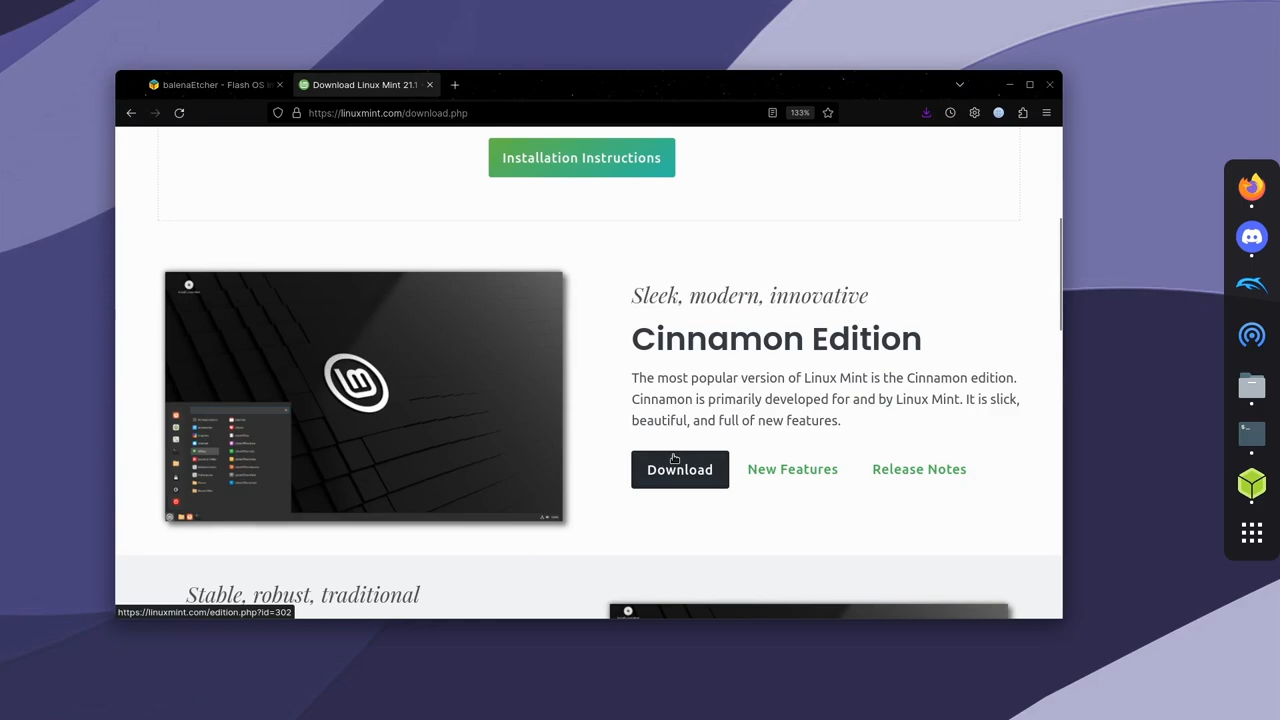 balenaEtcher - Flash OS i
Download Linux Mint 21.1
https://linuxmint.com/download.php
133%
Installation Instructions
Sleek, modern, innovative
Cinnamon Edition
The most popular version of Linux Mint is the Cinnamon edition.
Cinnamon is primarily developed for and by Linux Mint. It is slick,
beautiful, and full of new features.
Download
New Features
Release Notes
Stable, robust, traditional
https://linuxmint.com/edition.php?id=302